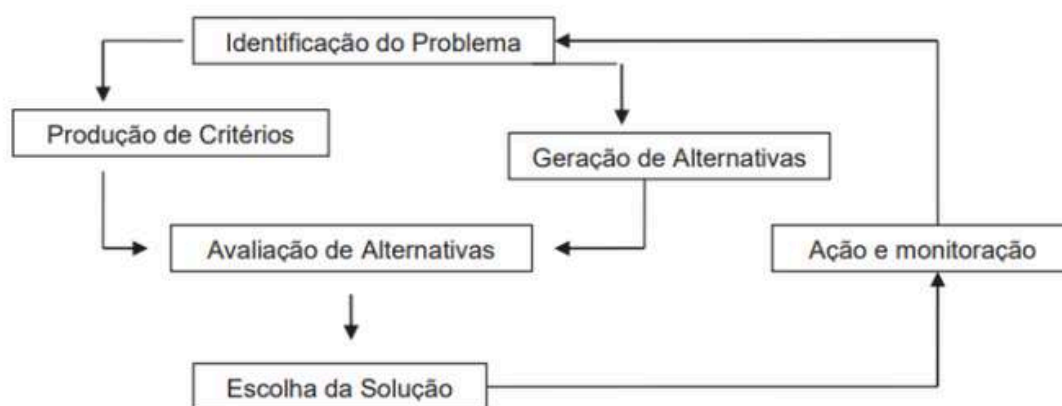 Identificação do Problema
Produção de Critérios
Geração de Alternativas
Avaliação de Alternativas
Ação e monitoração
Escolha da Solução